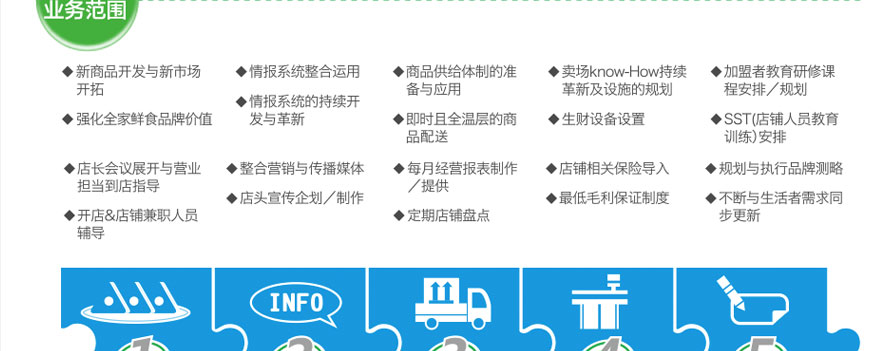 业务范围
◆新商品开发与新市场
开拓
◆强化全家鲜食品牌价值
◆情报系统整合运用
◆情报系统的持续开
发与革新
◆商品供给体制的准
备与应用
◆即时且全温层的商
品配送
◆卖场know-How持续
革新及设施的规划
◆生财设备设置
◆加盟者教育研修课
程安排／规划
◆SST(店铺人员教育
训练)安排
◆店长会议展开与营业
担当到店指导
◆开店&店铺兼职人员
辅导
◆整合营销与传播媒体
◆店头宣传企划／制作
◆每月经营报表制作
／提供
◆定期店铺盘点
◆店铺相关保险导入
◆最低毛利保证制度
◆规划与执行品牌测略
◆不断与生活者需求同
步更新
INFO
1 2 3 4 5